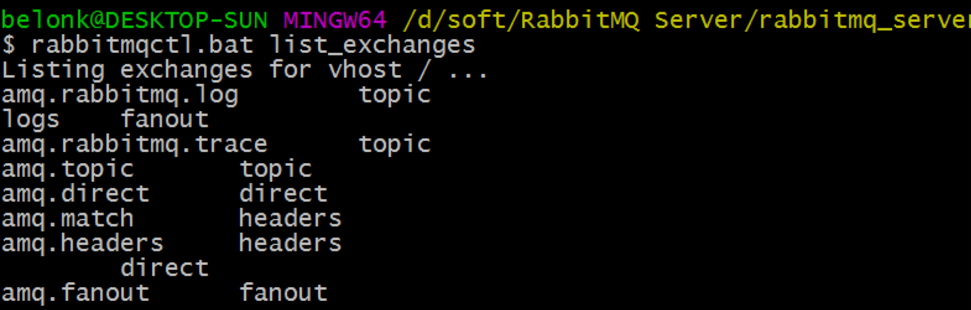 belonk@DESKTOP-SUN MINGW64 /d/soft/RabbitMQ Server/rabbitmq_server
$ rabbitmqctl.bat list_exchanges
Listing exchanges for vhost / ...
amq.rabbitmq.log        topic
logs    fanout
amq.rabbitmq.trace      topic
amq.topic       topic
amq.direct      direct
amq.match       headers
amq.headers     headers
        direct
amq.fanout      fanout